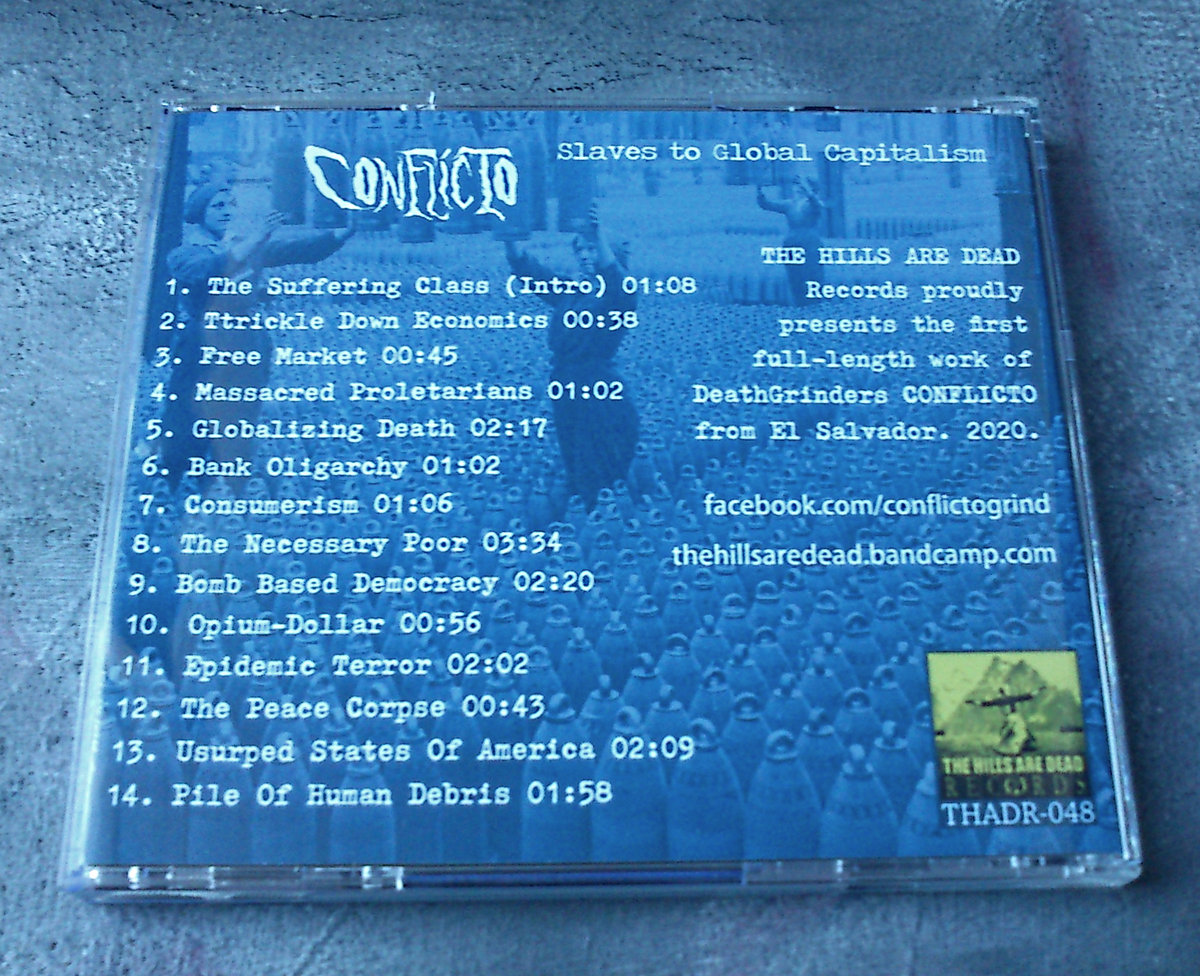 CONFLICTO
Slaves to Global Capitalism
1. The Suffering Class (Intro) 01:08
2. Ttrickle Down Economics 00:38
3. Free Market 00:45
4. Massacred Proletarians 01:02
5. Globalizing Death 02:17
6. Bank Oligarchy 01:02
7. Consumerism 01:06
8. The Necessary Poor 03:34
9. Bomb Based Democracy 02:20
10. Opium-Dollar 00:56
11. Epidemic Terror 02:02
12. The Peace Corpse 00:43
13. Usurped States Of America 02:09
14. Pile Of Human Debris 01:58
THE HILLS ARE DEAD
Records proudly
presents the first
full-length work of
DeathGrinders CONFLICTO
from El Salvador. 2020.
facebook.com/conflictogrind
thehillsaredead.bandcamp.com
THE HILLS ARE DEAD
RECORDS
THADR-048